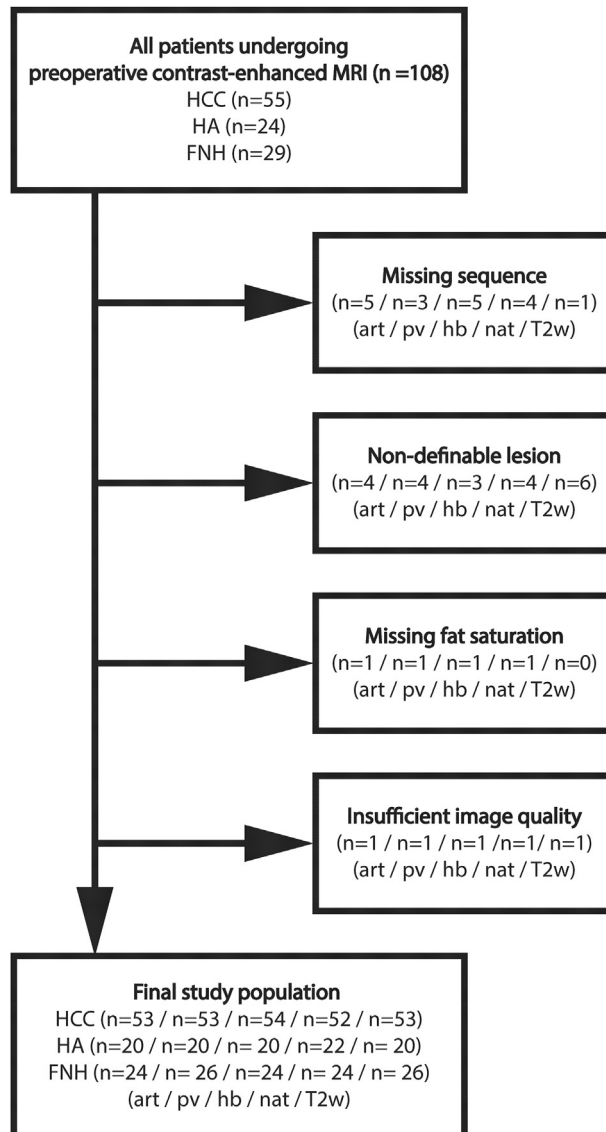 All patients undergoing
preoperative contrast-enhanced MRI (n =108)
HCC (n=55)
HA (n=24)
FNH (n=29)
Missing sequence
(n=5 / n=3 / n=5 / n=4 / n=1)
(art / pv / hb / nat / T2w)
Non-definable lesion
(n=4 / n=4 / n=3 / n=4 / n=6)
(art / pv / hb / nat / T2w)
Missing fat saturation
(n=1 / n=1 / n=1 / n=1 / n=0)
(art / pv / hb / nat / T2w)
Insufficient image quality
(n=1 / n=1 / n=1 /n=1/ n=1)
(art / pv / hb / nat / T2w)
Final study population
HCC (n=53 / n=53 / n=54 / n=52 / n=53)
HA (n=20 / n=20 / n= 20 / n=22 / n= 20)
FNH (n=24 / n= 26 / n=24 / n= 24 / n= 26)
(art / pv / hb / nat / T2w)